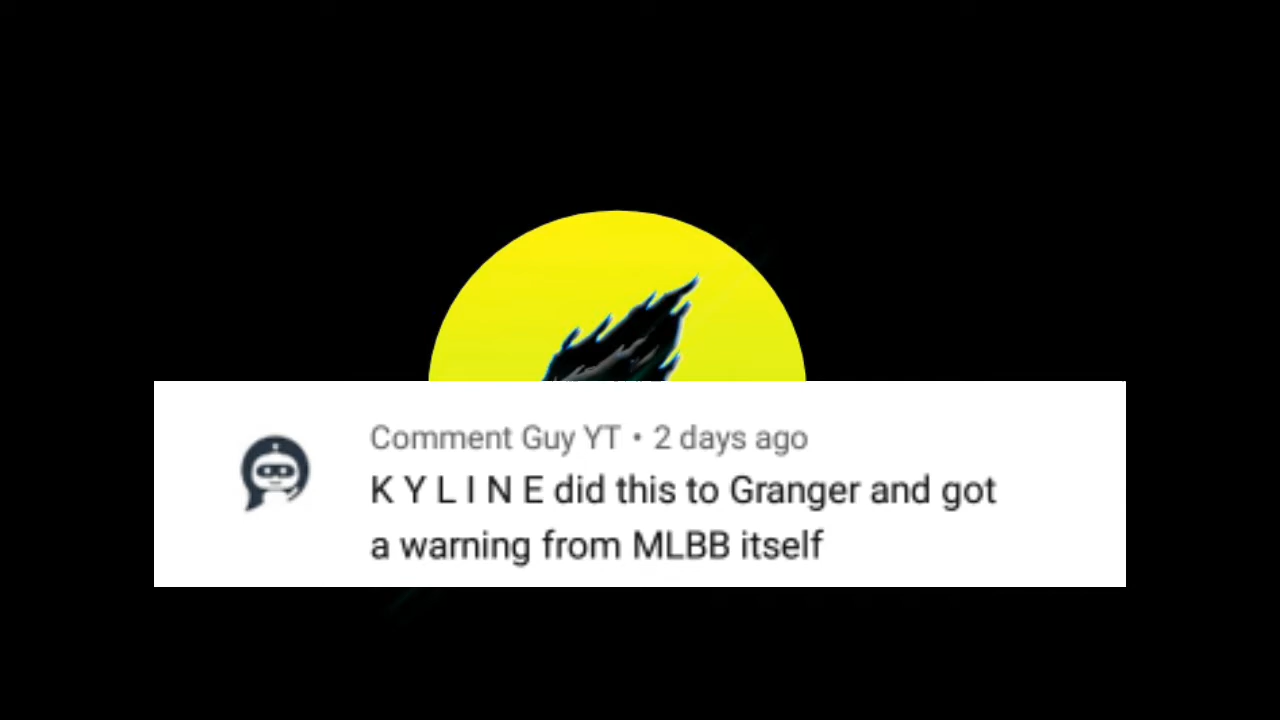 Comment Guy YT • 2 days ago
K Y L I N E did this to Granger and got
a warning from MLBB itself